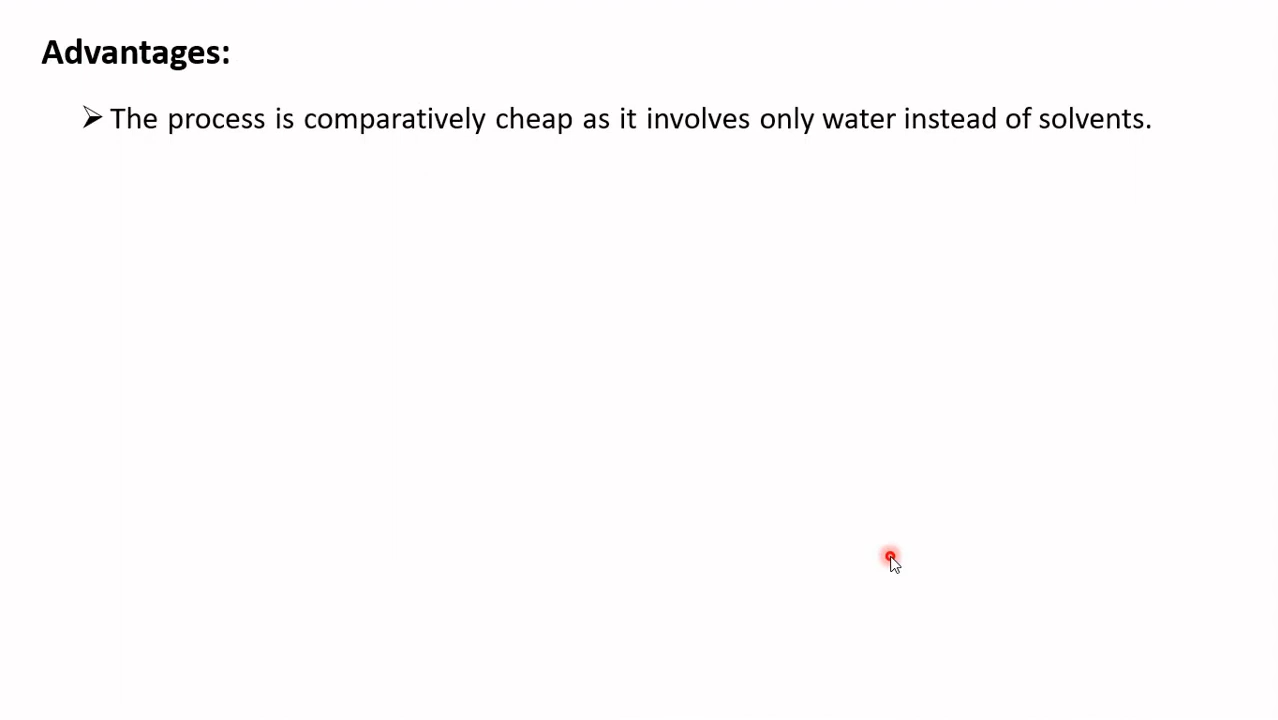 Advantages:
➢ The process is comparatively cheap as it involves only water instead of solvents.